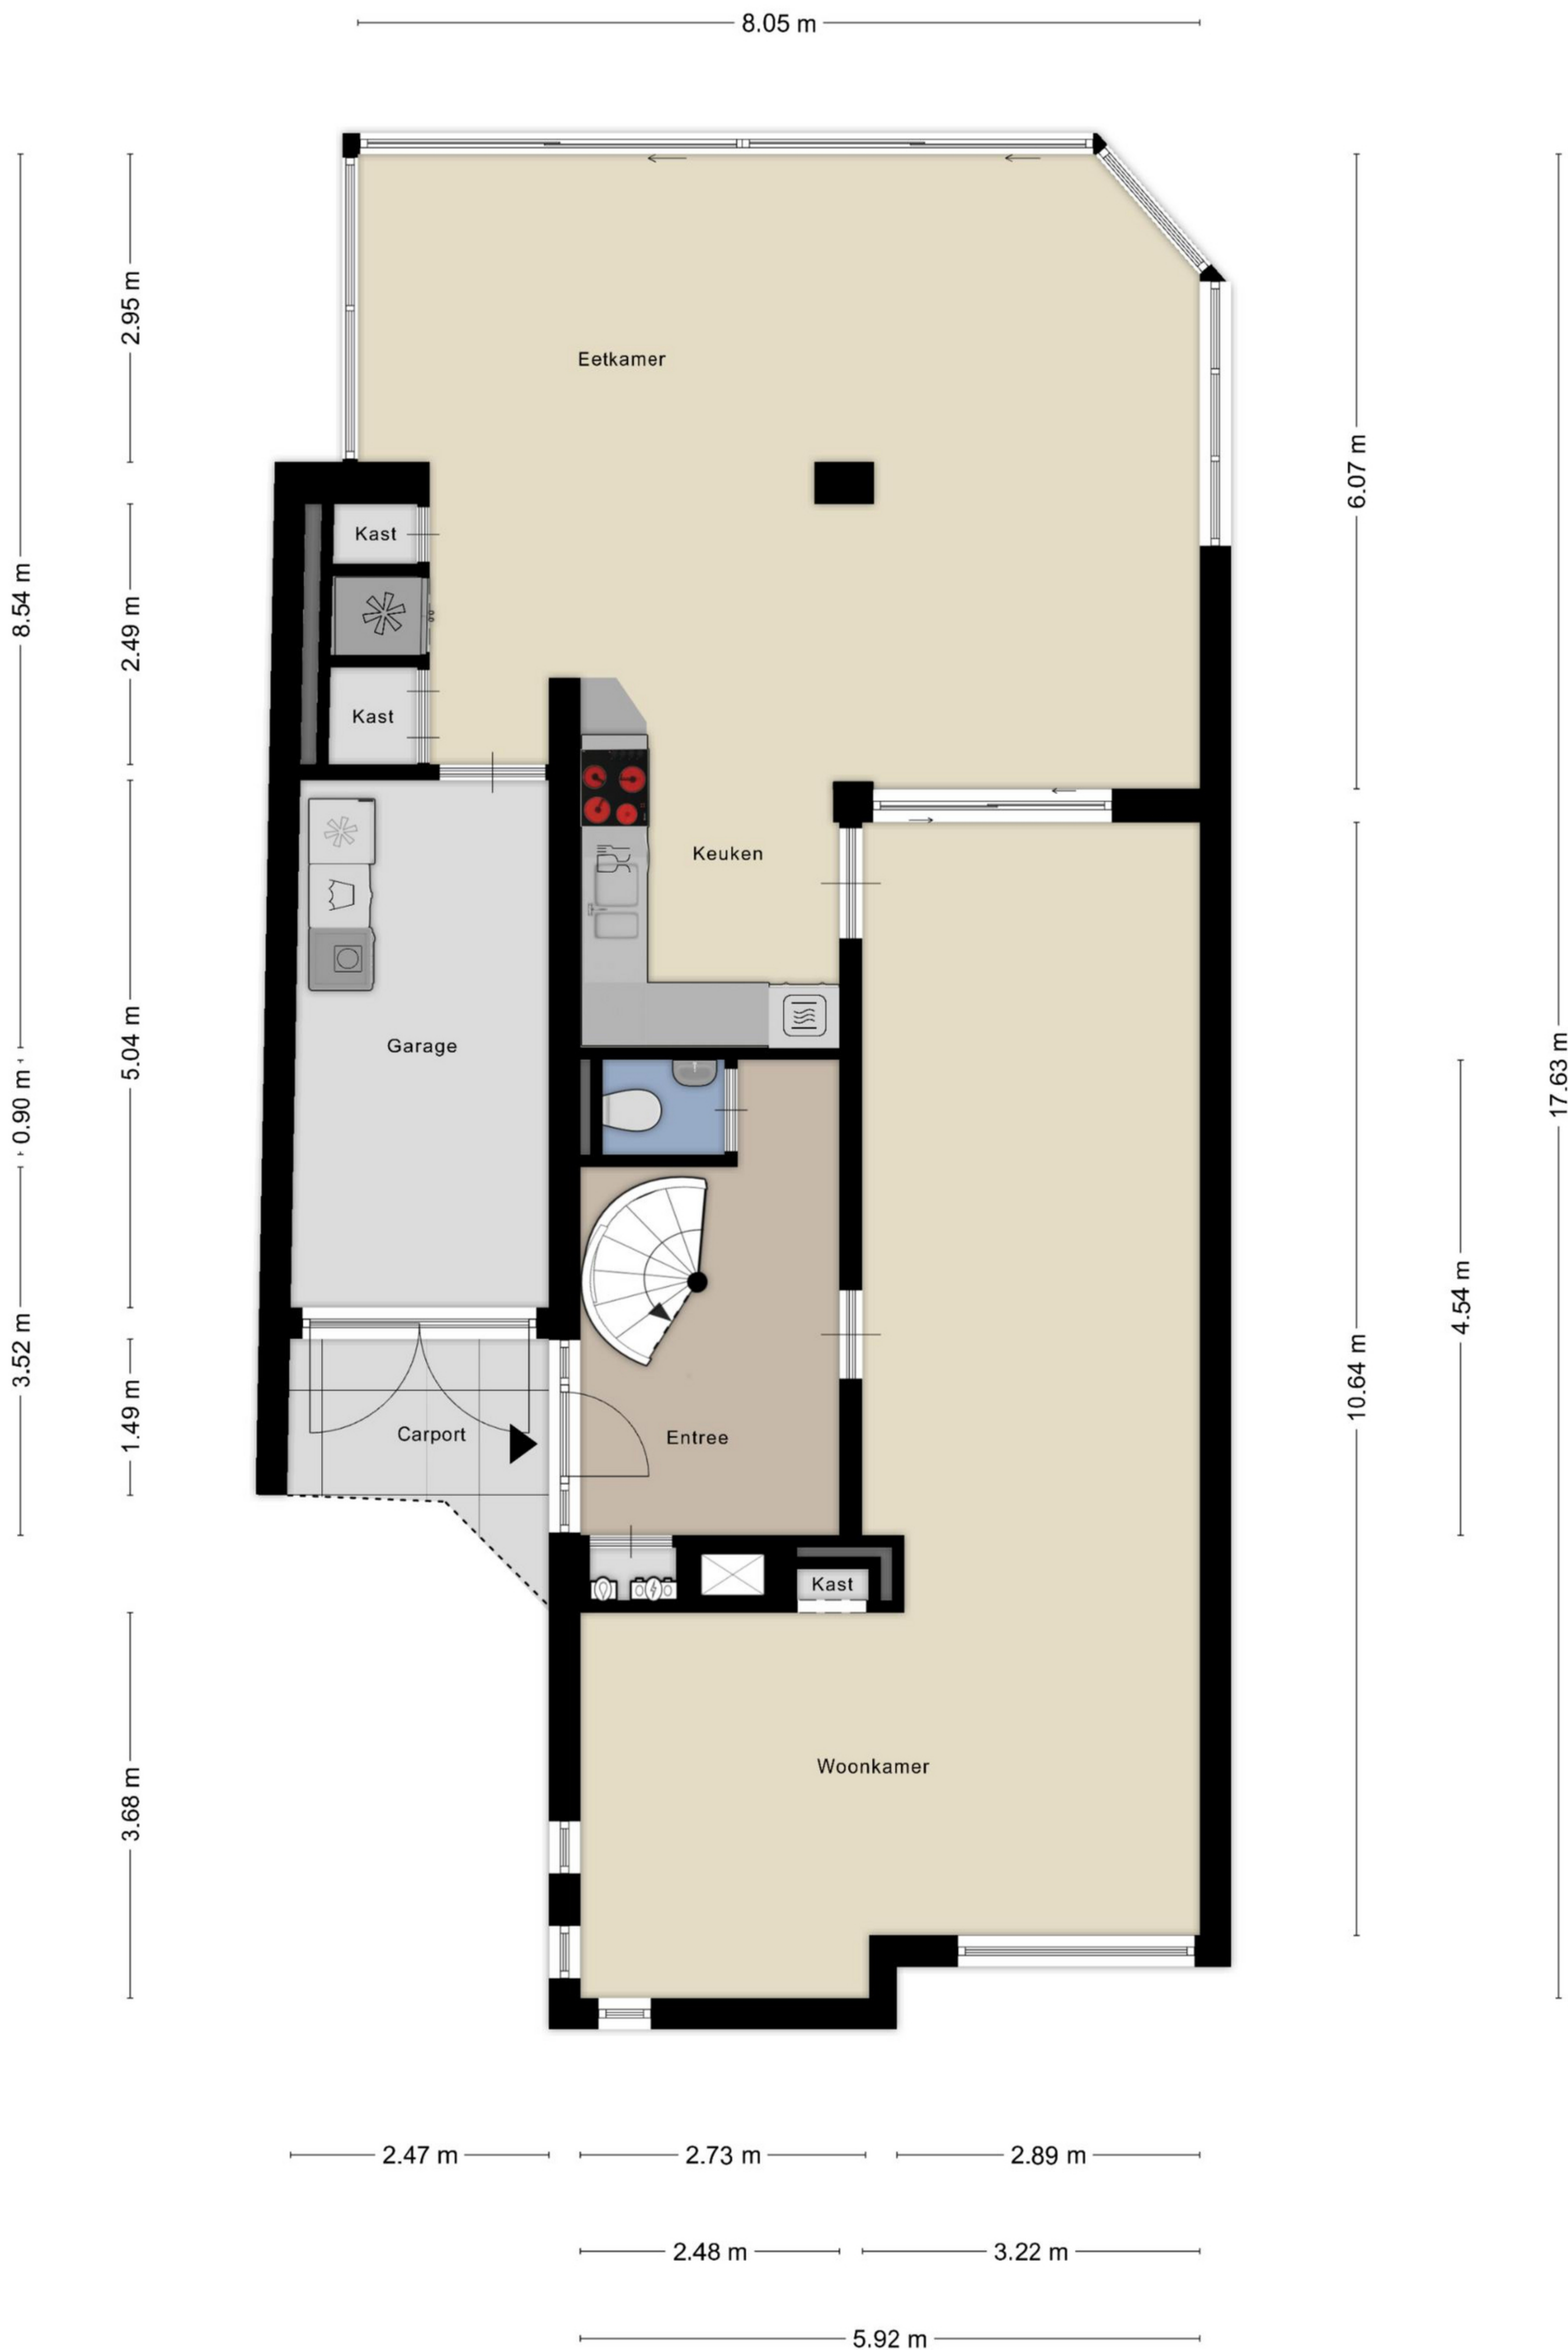 8.05 m
2.95 m
Eetkamer
6.07 m
Kast
8.54 m
2.49 m
Kast
Keuken
Garage
5.04 m
0.90 m
17.63 m
4.54 m
3.52 m
10.64 m
1.49 m
Carport
Entree
Kast
Woonkamer
3.68 m
2.47 m
2.73 m
2.89 m
2.48 m
3.22 m
5.92 m